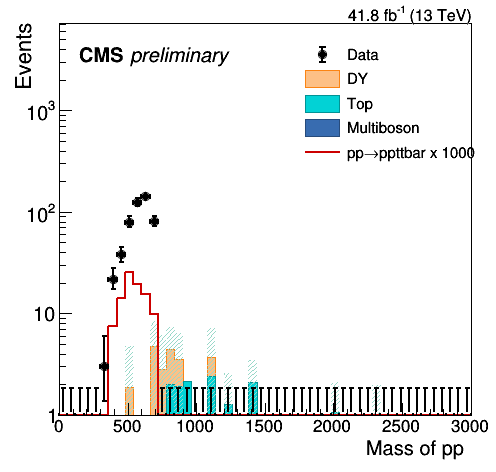 41.8 fb⁻¹ (13 TeV)
Events
CMS preliminary
Data
DY
Top
Multiboson
pp→ppttbar x 1000
10³
10²
10
1
0 500 1000 1500 2000 2500 3000
Mass of pp